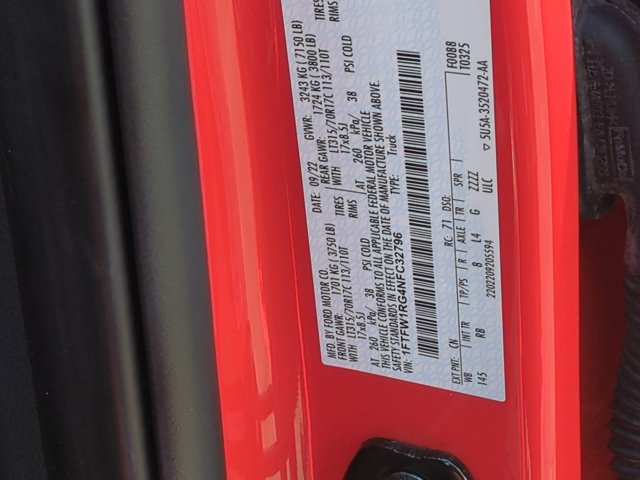 MFD. BY FORD MOTOR CO. DATE: 09/22 GVWR: 3243 KG ( 7150 LB)
FRONT GAWR: 1701 KG ( 3750 LB) REAR GAWR: 1724 KG ( 3800 LB)
WITH LT315/70R17C 113/110T TIRES WITH LT315/70R17C 113/110T TIRES
17x8.5J RIMS 17x8.5J RIMS
AT 260 kPa/ 38 PSI COLD AT 260 kPa/ 38 PSI COLD
THIS VEHICLE CONFORMS TO ALL APPLICABLE FEDERAL MOTOR VEHICLE
SAFETY STANDARDS IN EFFECT ON THE DATE OF MANUFACTURE SHOWN ABOVE.
VIN: 1FTFW1RG4NFC32796 TYPE: Truck
F0088
T0325
EXT PNT: CN RC: 71 DSO:
WB INT TR TP/PS R AXLE TR SPR
145 RB B L4 G ZZZZ
2202209205594 ULC 5U5A-3520472-AA